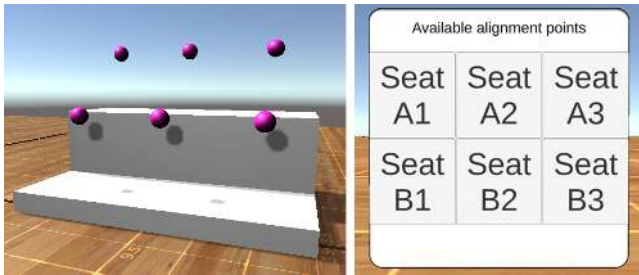 Available alignment points
Seat A1
Seat A2
Seat A3
Seat B1
Seat B2
Seat B3